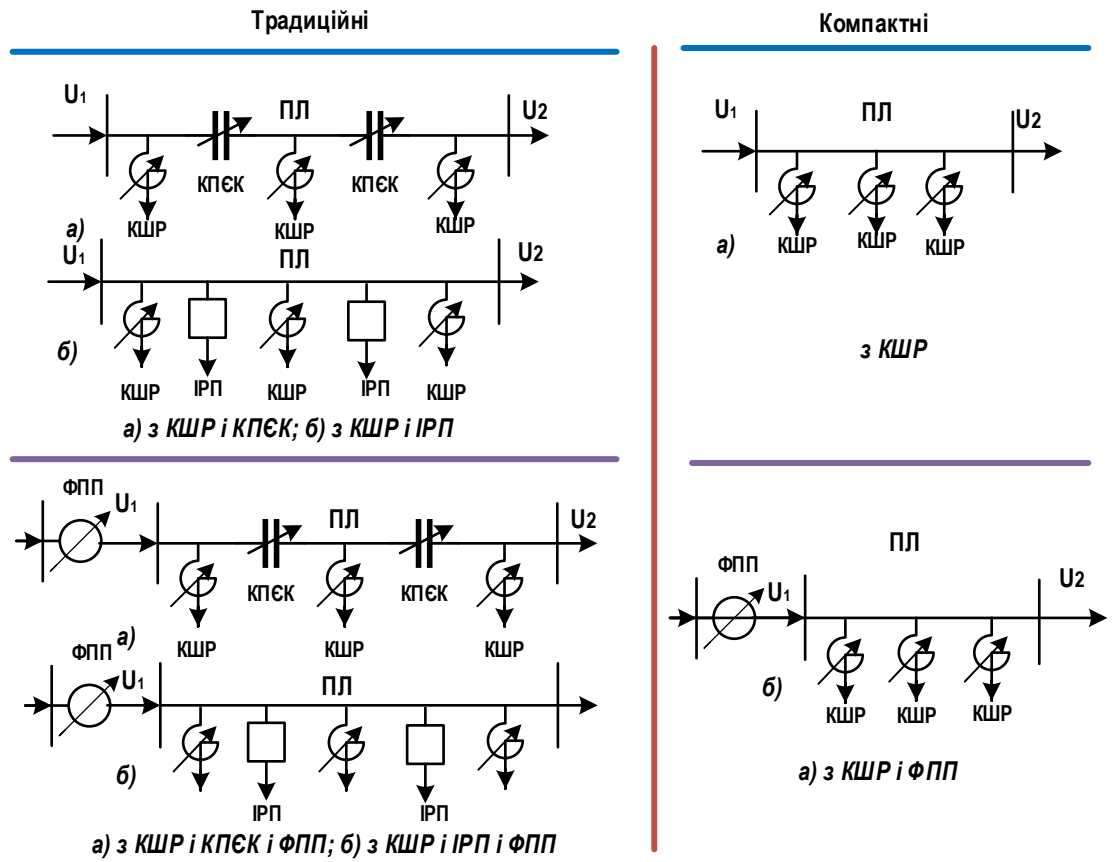 Традиційні
U1
ПЛ
U2
КПЄК
КПЄК
КШР
КШР
КШР
а)
U1
ПЛ
U2
б)
КШР
ІРП
КШР
ІРП
КШР
а) з КШР і КПЄК; б) з КШР і ІРП
ФПП
U1
ПЛ
U2
КПЄК
КПЄК
а)
КШР
КШР
КШР
ФПП
U1
ПЛ
б)
ІРП
ІРП
а) з КШР і КПЄК і ФПП; б) з КШР і ІРП і ФПП
Компактні
U1
ПЛ
U2
а)
КШР
КШР
КШР
з КШР
ПЛ
ФПП
U1
U2
б)
КШР
КШР
КШР
а) з КШР і ФПП